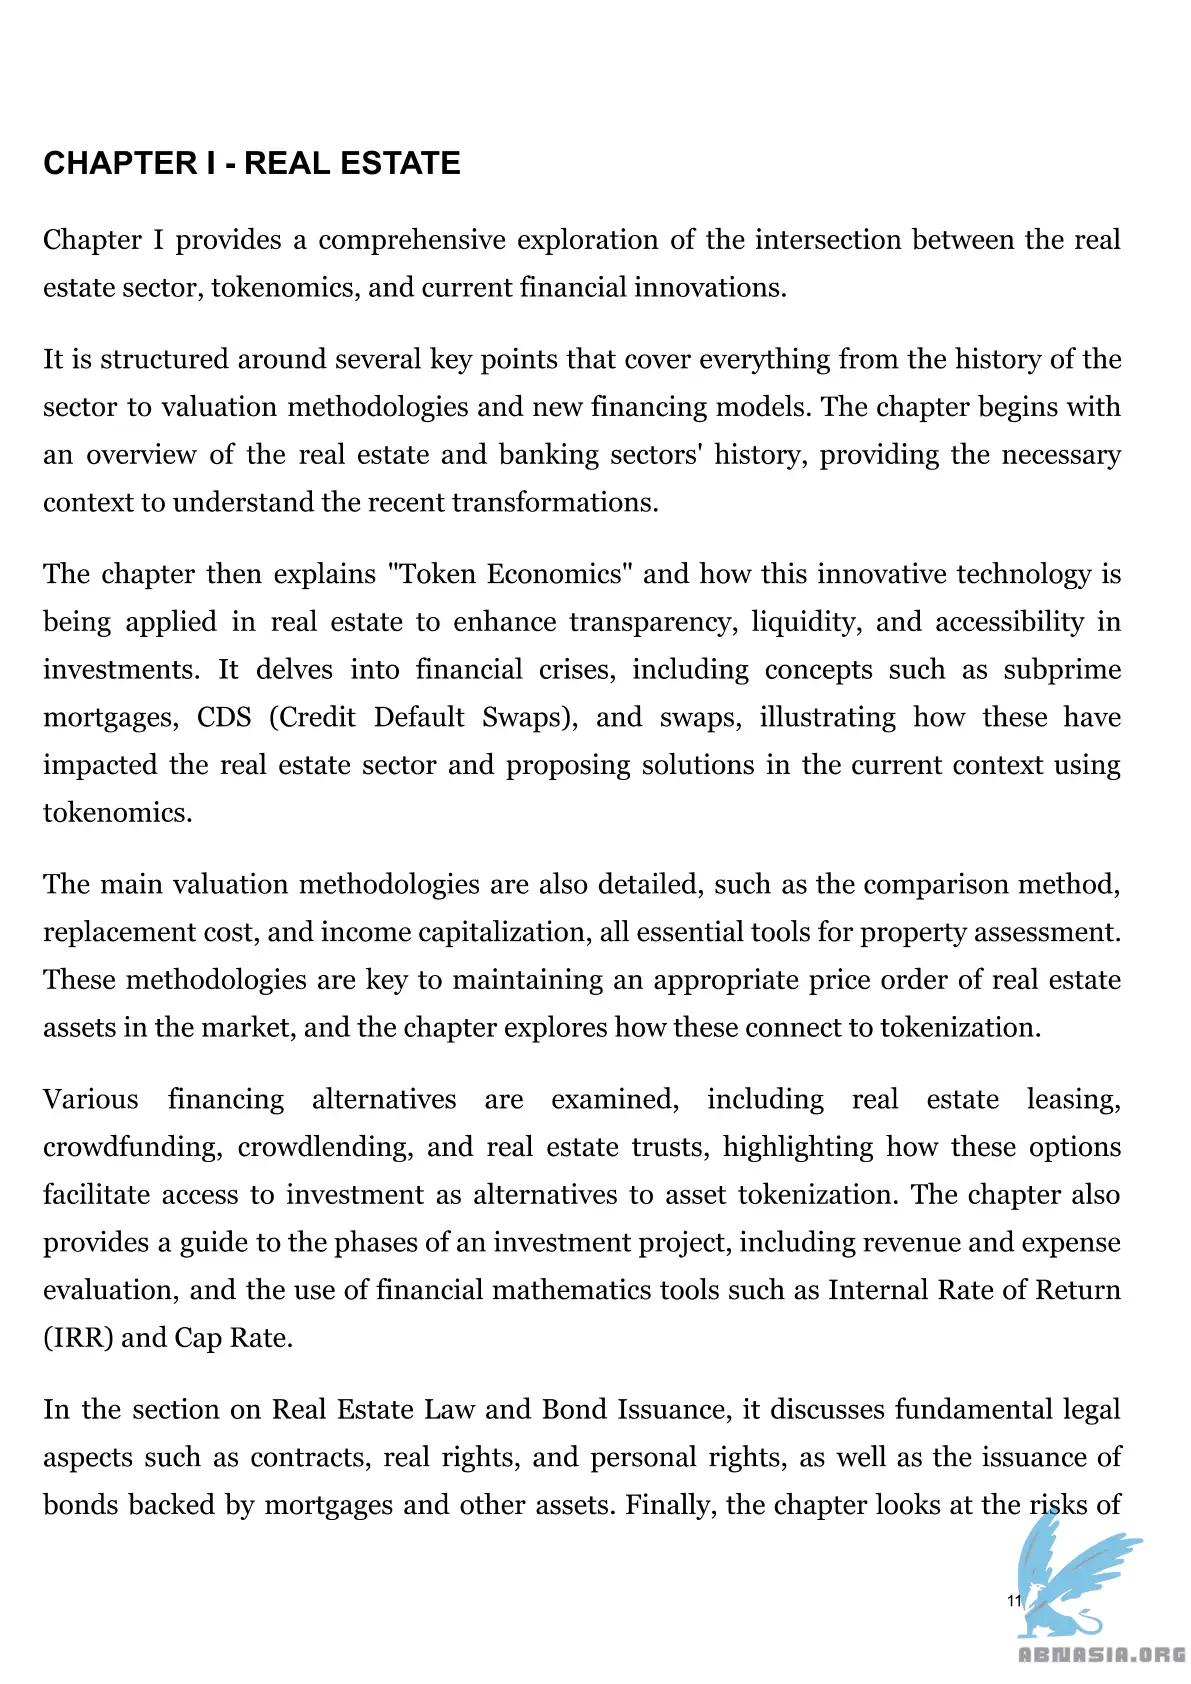 CHAPTER I - REAL ESTATE
Chapter I provides a comprehensive exploration of the intersection between the real
estate sector, tokenomics, and current financial innovations.
It is structured around several key points that cover everything from the history of the
sector to valuation methodologies and new financing models. The chapter begins with
an overview of the real estate and banking sectors' history, providing the necessary
context to understand the recent transformations.
The chapter then explains "Token Economics" and how this innovative technology is
being applied in real estate to enhance transparency, liquidity, and accessibility in
investments. It delves into financial crises, including concepts such as subprime
mortgages, CDS (Credit Default Swaps), and swaps, illustrating how these have
impacted the real estate sector and proposing solutions in the current context using
tokenomics.
The main valuation methodologies are also detailed, such as the comparison method,
replacement cost, and income capitalization, all essential tools for property assessment.
These methodologies are key to maintaining an appropriate price order of real estate
assets in the market, and the chapter explores how these connect to tokenization.
Various financing alternatives are examined, including real estate leasing,
crowdfunding, crowdlending, and real estate trusts, highlighting how these options
facilitate access to investment as alternatives to asset tokenization. The chapter also
provides a guide to the phases of an investment project, including revenue and expense
evaluation, and the use of financial mathematics tools such as Internal Rate of Return
(IRR) and Cap Rate.
In the section on Real Estate Law and Bond Issuance, it discusses fundamental legal
aspects such as contracts, real rights, and personal rights, as well as the issuance of
bonds backed by mortgages and other assets. Finally, the chapter looks at the risks of
11
ABNASIA.ORG